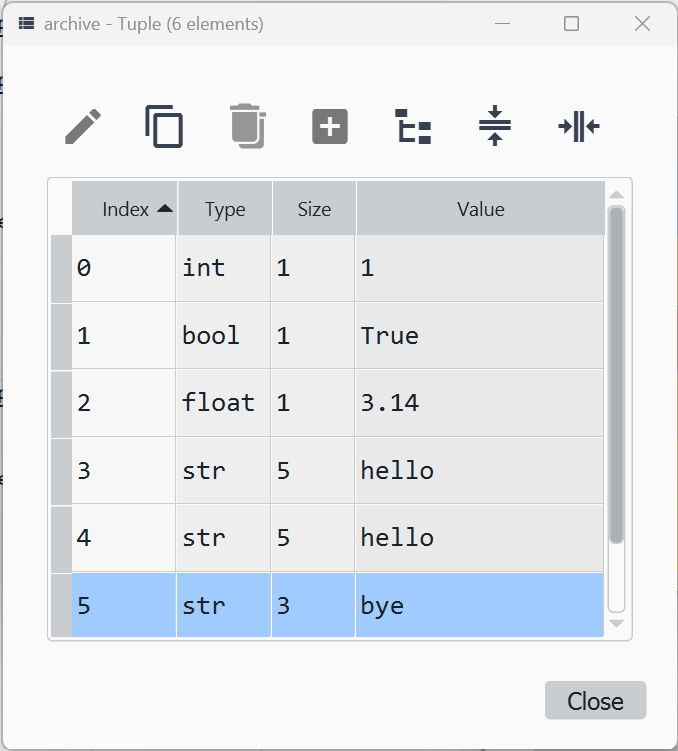 archive - Tuple (6 elements)
Index Type Size Value
0 int 1 1
1 bool 1 True
2 float 1 3.14
3 str 5 hello
4 str 5 hello
5 str 3 bye
Close